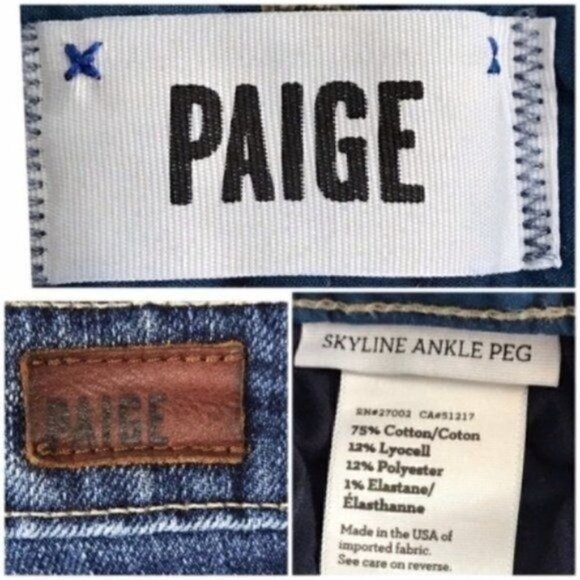 PAIGE
PAIGE
SKYLINE ANKLE PEG
RN#27002 CA#51217
75% Cotton/Coton
12% Lyocell
12% Polyester
1% Elastane/
Élasthanne
Made in the USA of
imported fabric.
See care on reverse.